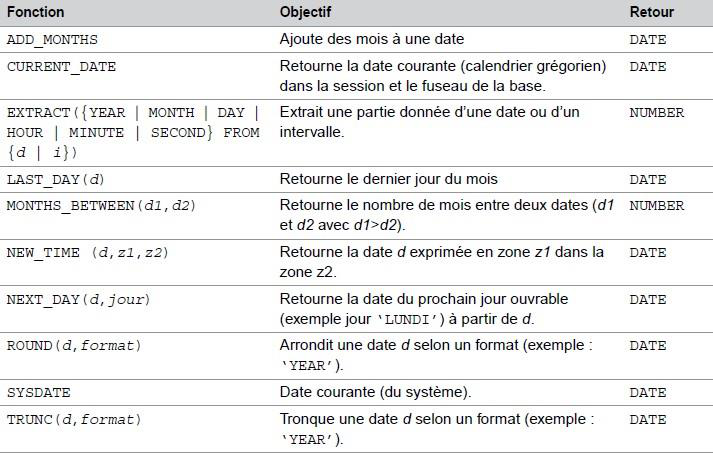 Fonction Objectif Retour
ADD_MONTHS Ajoute des mois à une date DATE
CURRENT_DATE Retourne la date courante (calendrier grégorien) DATE
dans la session et le fuseau de la base.
EXTRACT({YEAR | MONTH | DAY | Extrait une partie donnée d’une date ou d’un NUMBER
HOUR | MINUTE | SECOND} FROM intervalle.
{d | i})
LAST_DAY(d) Retourne le dernier jour du mois DATE
MONTHS_BETWEEN(d1,d2) Retourne le nombre de mois entre deux dates (d1 NUMBER
et d2 avec d1>d2).
NEW_TIME (d,z1,z2) Retourne la date d exprimée en zone z1 dans la DATE
zone z2.
NEXT_DAY(d,jour) Retourne la date du prochain jour ouvrable DATE
(exemple jour ‘LUNDI’) à partir de d.
ROUND(d,format) Arrondit une date d selon un format (exemple : DATE
‘YEAR’).
SYSDATE Date courante (du système). DATE
TRUNC(d,format) Tronque une date d selon un format (exemple : DATE
‘YEAR’).